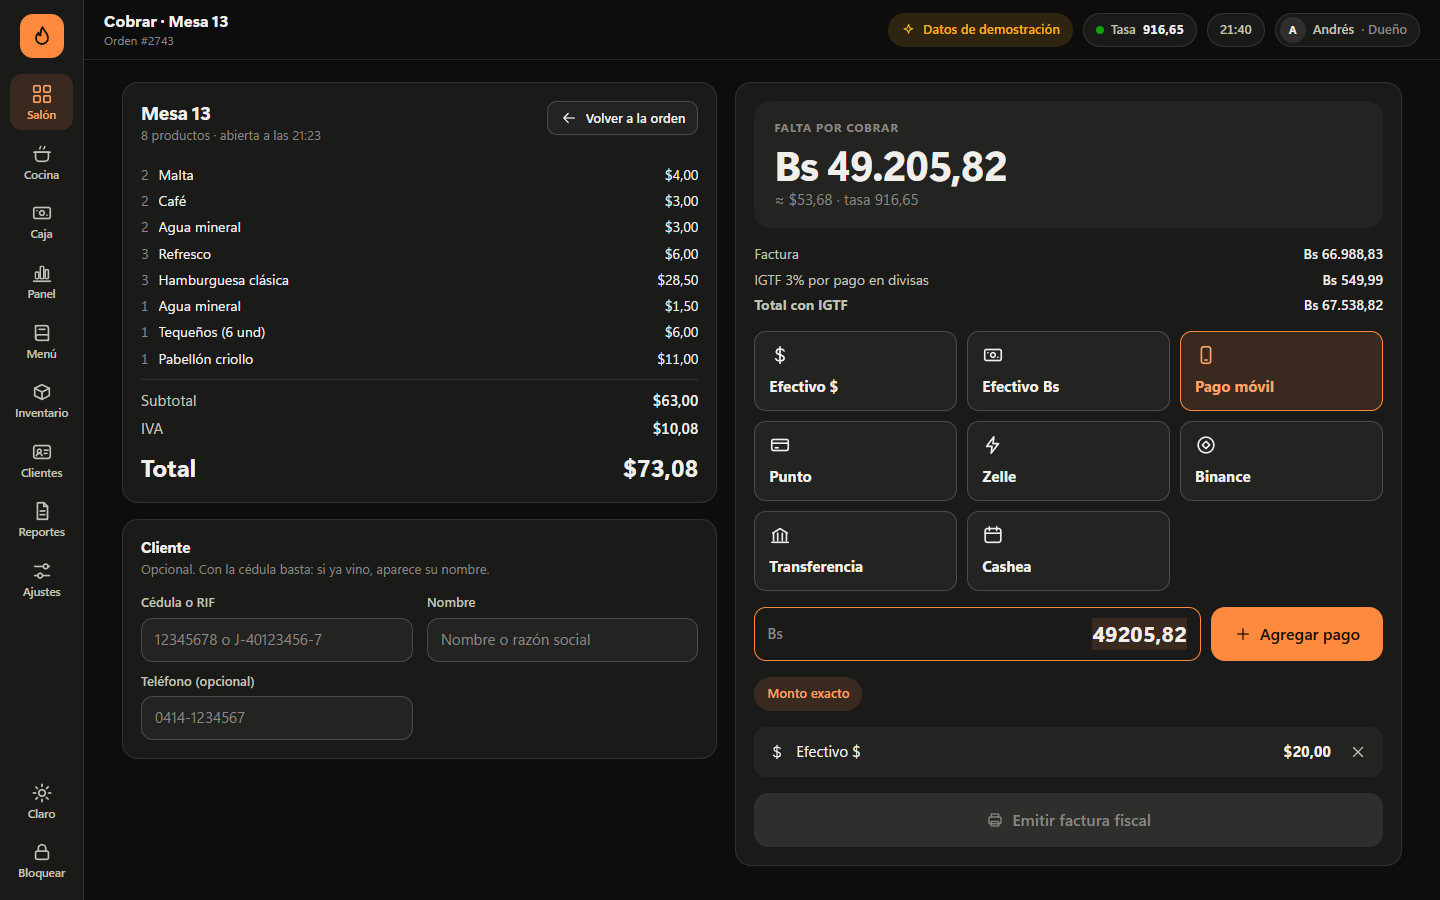 Cobrar · Mesa 13
Orden #2743
Datos de demostración
Tasa 916,65
21:40
A Andrés · Dueño
Salón
Cocina
Caja
Panel
Menú
Inventario
Clientes
Reportes
Ajustes
Claro
Bloquear
Mesa 13
8 productos · abierta a las 21:23
Volver a la orden
2 Malta $4,00
2 Café $3,00
2 Agua mineral $3,00
3 Refresco $6,00
3 Hamburguesa clásica $28,50
1 Agua mineral $1,50
1 Tequeños (6 und) $6,00
1 Pabellón criollo $11,00
Subtotal $63,00
IVA $10,08
Total $73,08
Cliente
Opcional. Con la cédula basta: si ya vino, aparece su nombre.
Cédula o RIF
12345678 o J-40123456-7
Nombre
Nombre o razón social
Teléfono (opcional)
0414-1234567
FALTA POR COBRAR
Bs 49.205,82
≈ $53,68 · tasa 916,65
Factura Bs 66.988,83
IGTF 3% por pago en divisas Bs 549,99
Total con IGTF Bs 67.538,82
Efectivo $
Efectivo Bs
Pago móvil
Punto
Zelle
Binance
Transferencia
Cashea
Bs 49205,82
Agregar pago
Monto exacto
$ Efectivo $ $20,00
Emitir factura fiscal